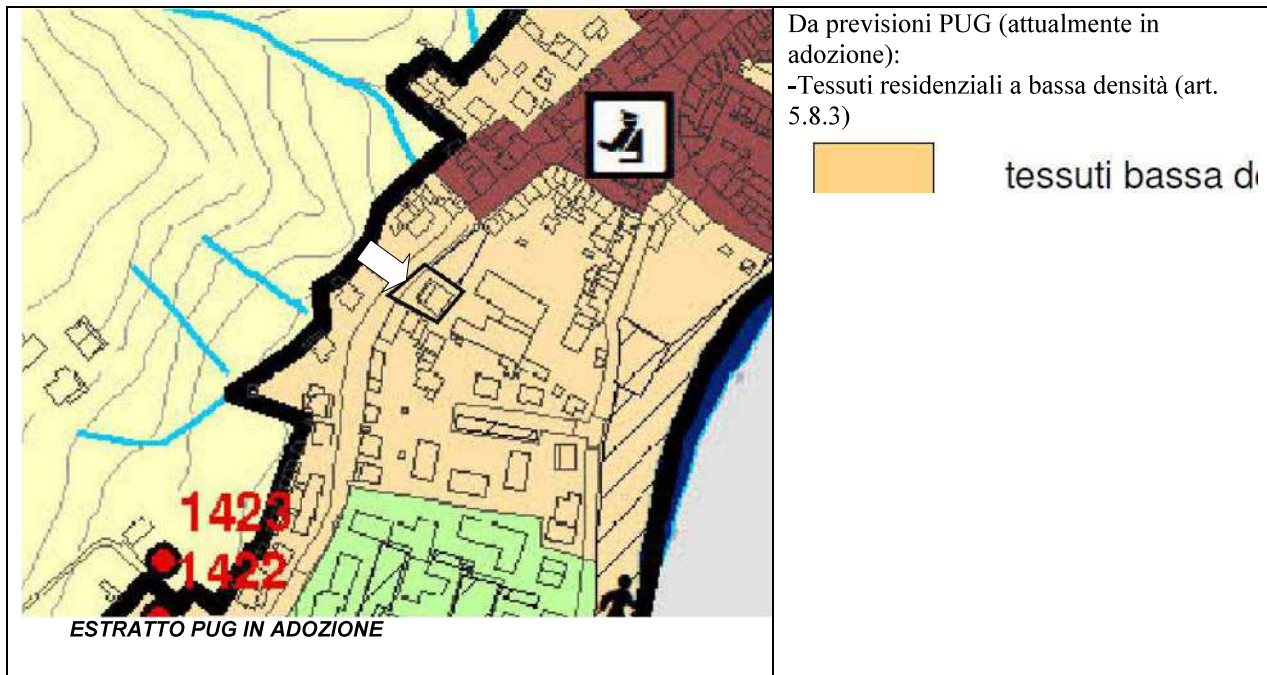 1423
1422
ESTRATTO PUG IN ADOZIONE
Da previsioni PUG (attualmente in
adozione):
-Tessuti residenziali a bassa densità (art.
5.8.3)
tessuti bassa